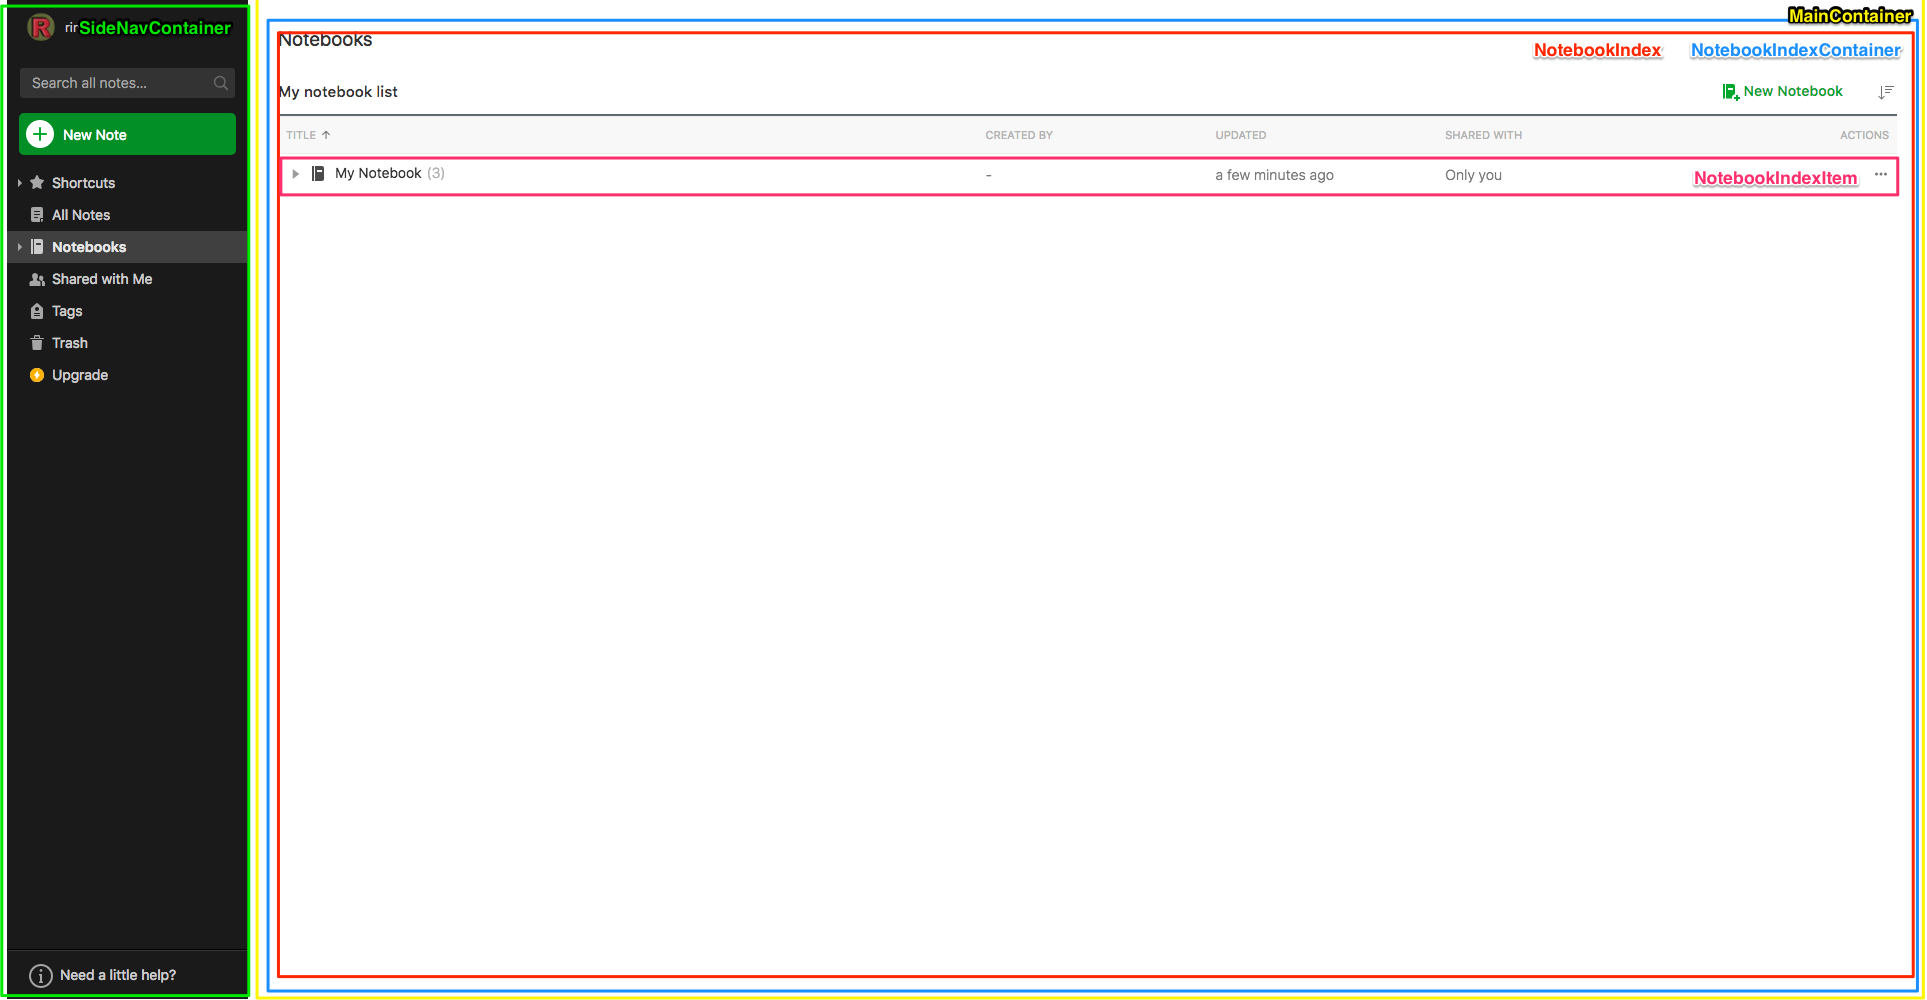 R rir SideNavContainer
Search all notes...
New Note
Shortcuts
All Notes
Notebooks
Shared with Me
Tags
Trash
Upgrade
Need a little help?
MainContainer
Notebooks
NotebookIndex NotebookIndexContainer
My notebook list New Notebook
TITLE CREATED BY UPDATED SHARED WITH ACTIONS
My Notebook (3) - a few minutes ago Only you NotebookIndexItem